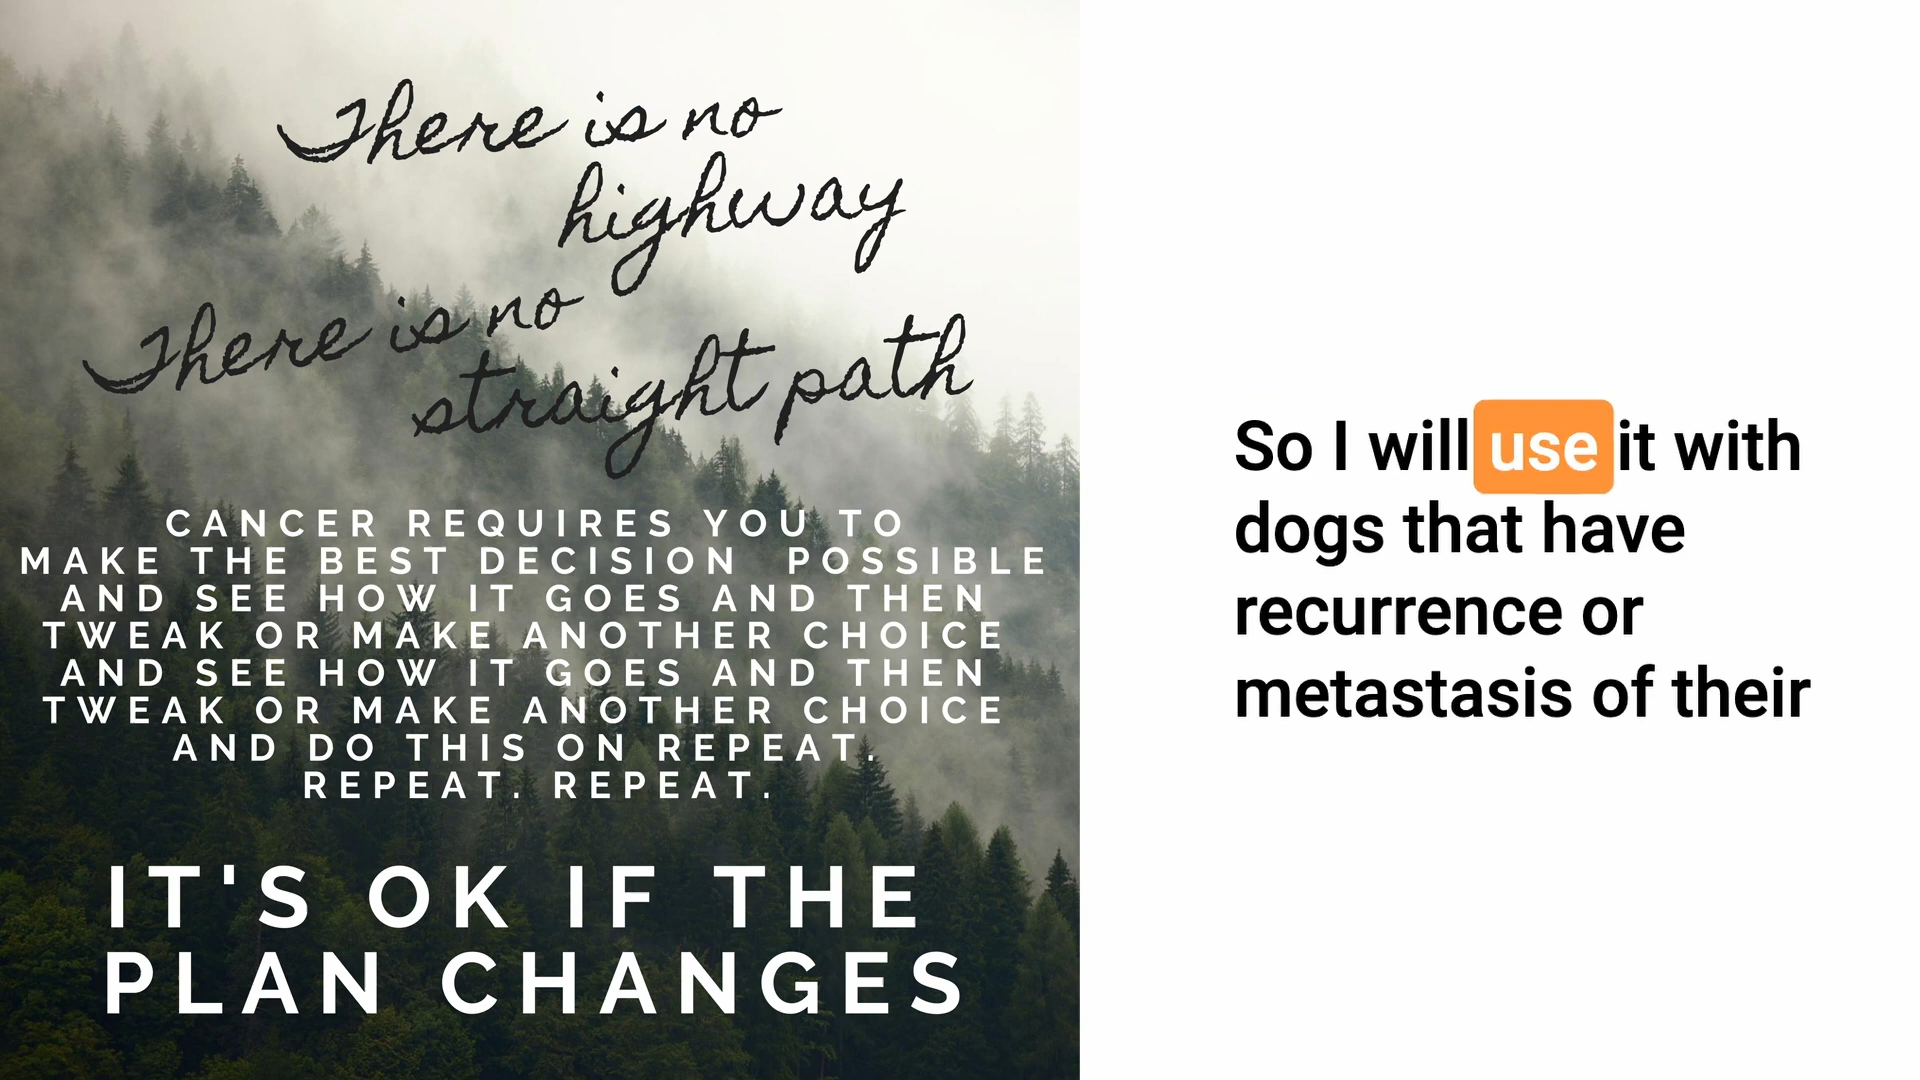 There is no
highway
There is no
straight path
CANCER REQUIRES YOU TO
MAKE THE BEST DECISION POSSIBLE
AND SEE HOW IT GOES AND THEN
TWEAK OR MAKE ANOTHER CHOICE
AND SEE HOW IT GOES AND THEN
TWEAK OR MAKE ANOTHER CHOICE
AND DO THIS ON REPEAT.
REPEAT. REPEAT.
IT'S OK IF THE
PLAN CHANGES
So I will use it with
dogs that have
recurrence or
metastasis of their